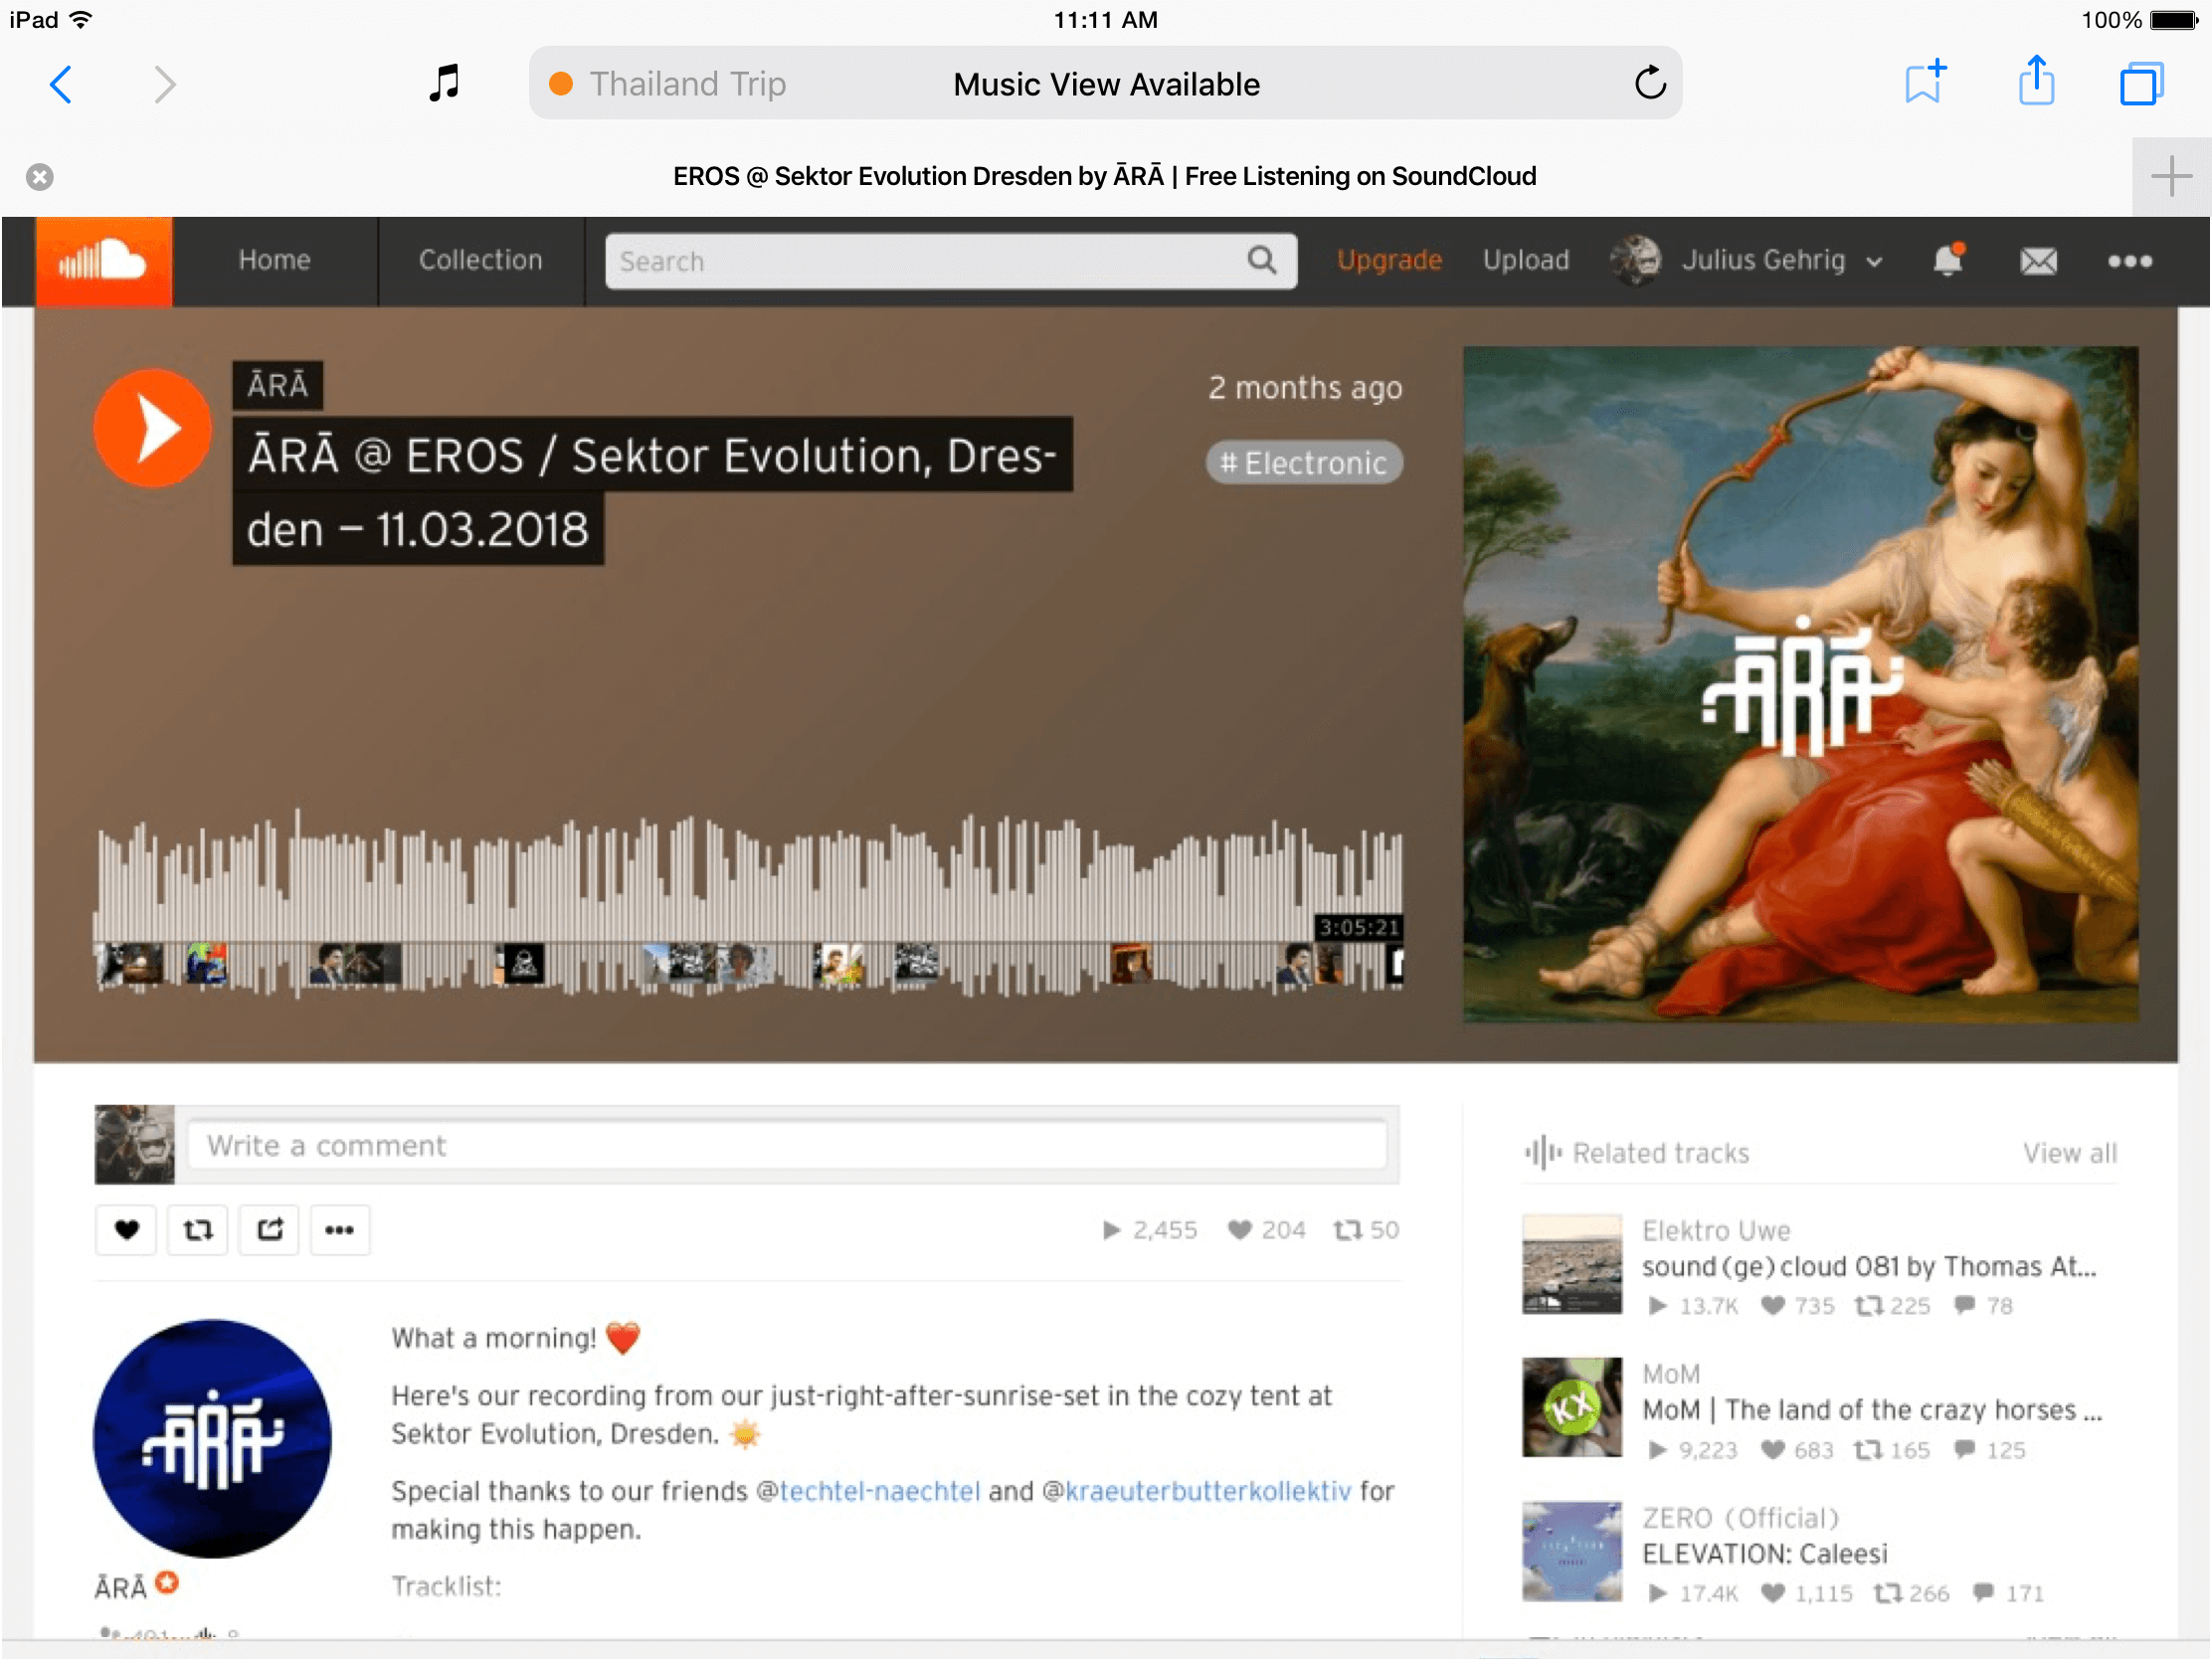 iPad
11:11 AM
100%
Thailand Trip
Music View Available
EROS @ Sektor Evolution Dresden by ĀRĀ | Free Listening on SoundCloud
Home
Collection
Search
Upgrade
Upload
Julius Gehrig
ĀRĀ
ĀRĀ @ EROS / Sektor Evolution, Dres-
den – 11.03.2018
2 months ago
# Electronic
ĀRĀ
3:05:21
Write a comment
2,455
204
50
What a morning! ❤️
Here's our recording from our just-right-after-sunrise-set in the cozy tent at
Sektor Evolution, Dresden. ☀️
Special thanks to our friends @techtel-naechtel and @kraeuterbutterkollektiv for
making this happen.
Tracklist:
ĀRĀ
ĀRĀ
Related tracks
View all
Elektro Uwe
sound(ge)cloud 081 by Thomas At...
13.7K 735 225 78
KX
MoM
MoM | The land of the crazy horses ...
9,223 683 165 125
ZERO (Official)
ELEVATION: Caleesi
17.4K 1,115 266 171